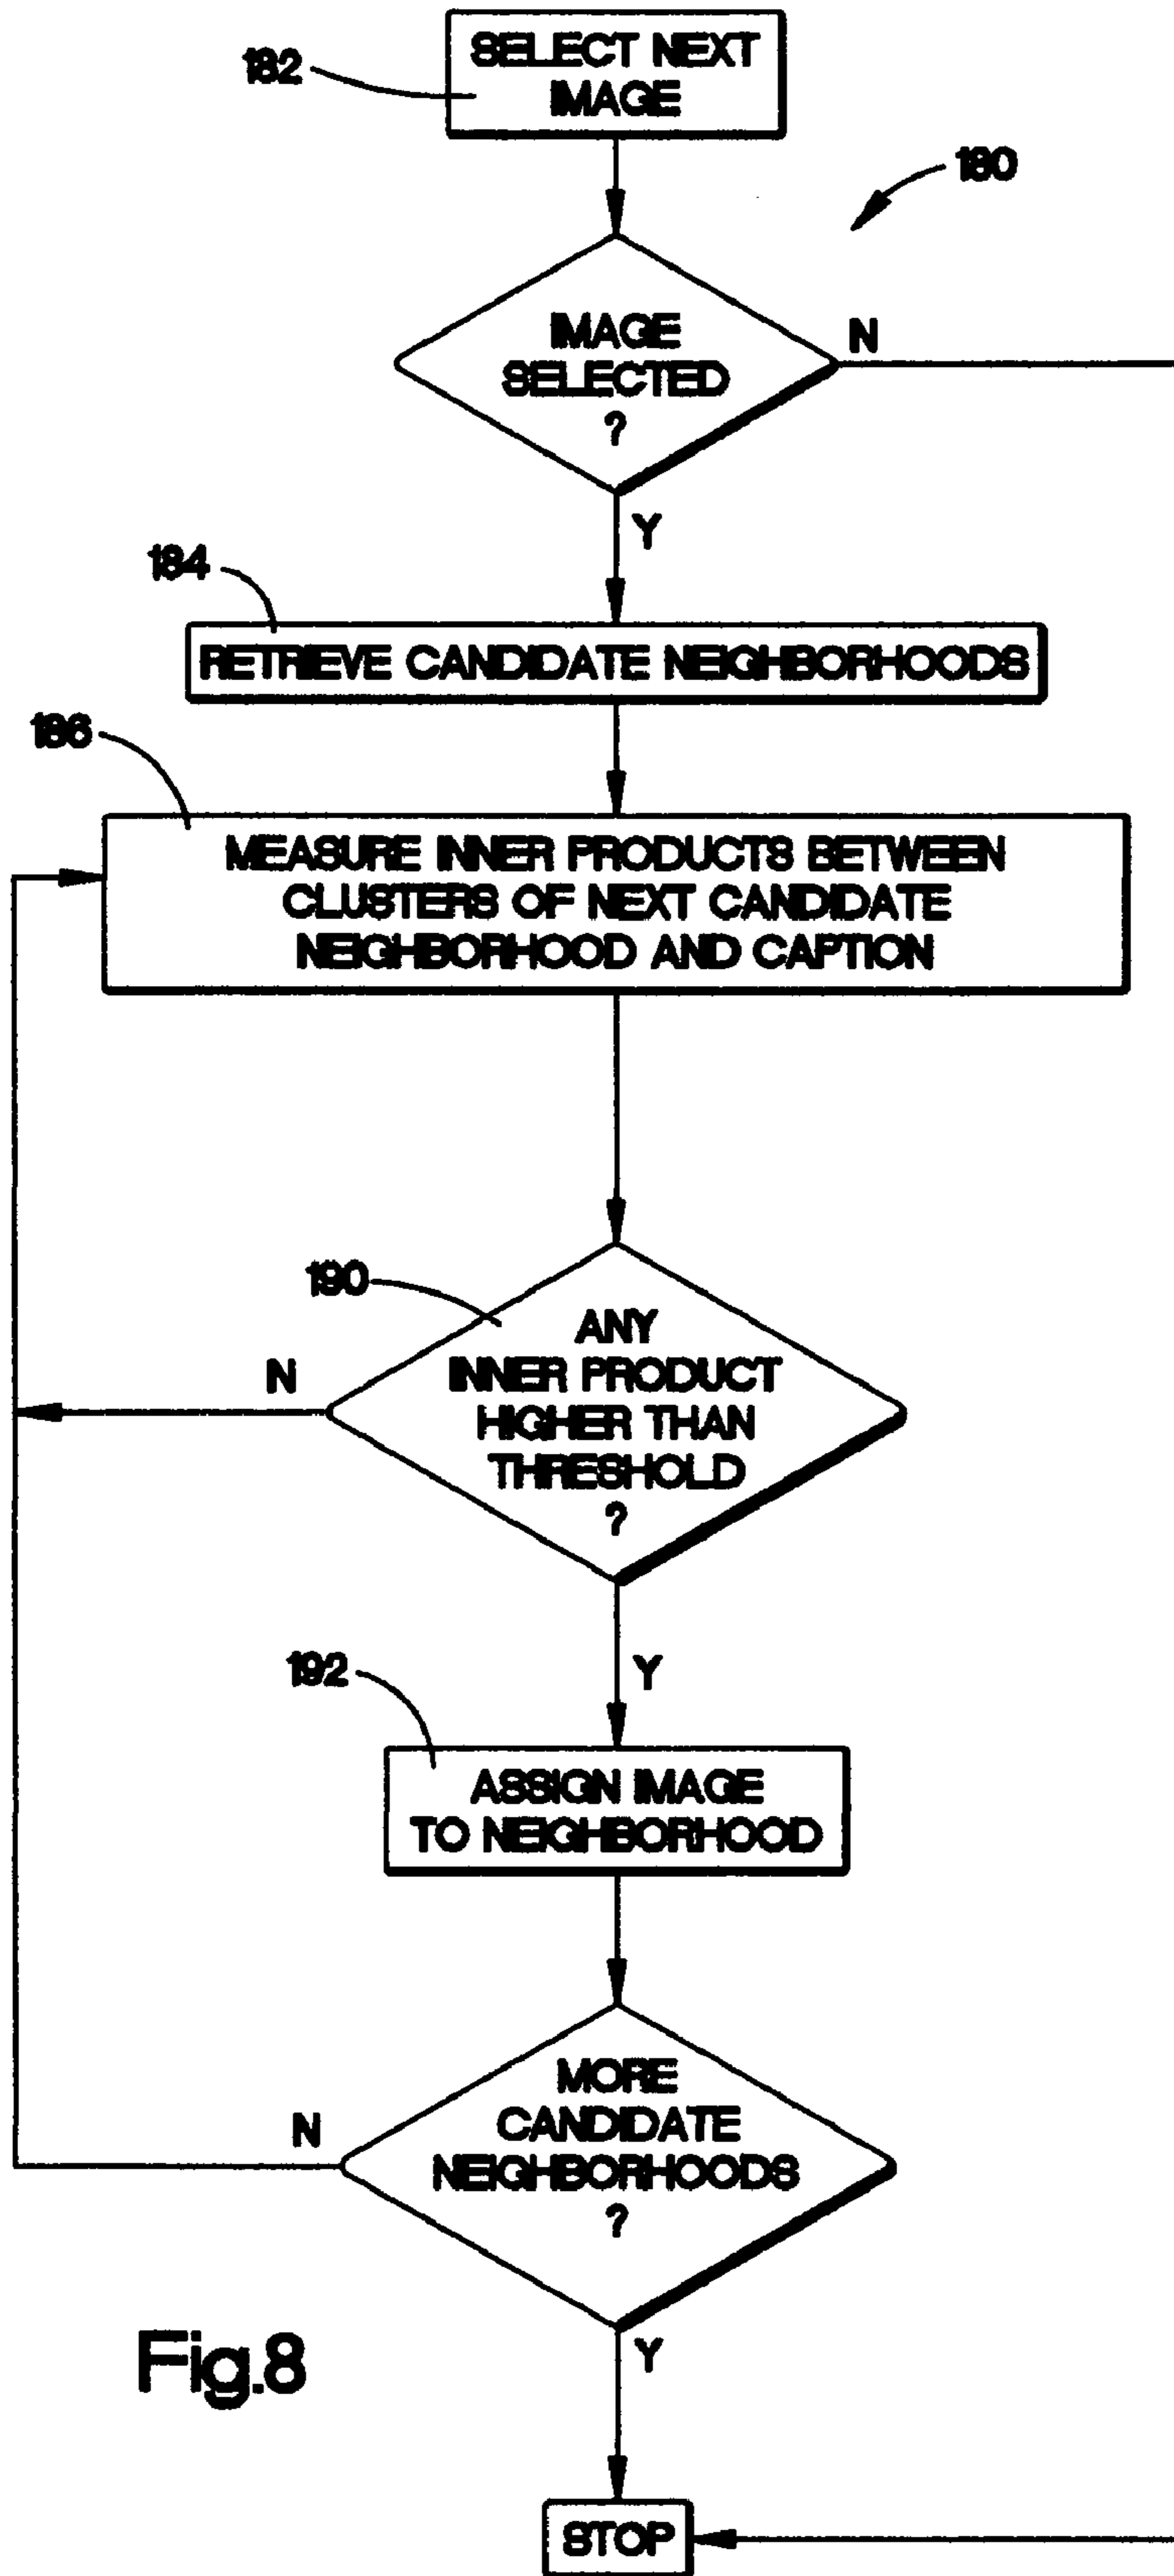 182
SELECT NEXT
IMAGE
180
IMAGE
SELECTED
?
N
Y
184
RETRIEVE CANDIDATE NEIGHBORHOODS
186
MEASURE INNER PRODUCTS BETWEEN
CLUSTERS OF NEXT CANDIDATE
NEIGHBORHOOD AND CAPTION
190
ANY
INNER PRODUCT
HIGHER THAN
THRESHOLD
?
N
Y
192
ASSIGN IMAGE
TO NEIGHBORHOOD
MORE
CANDIDATE
NEIGHBORHOODS
?
N
Y
Fig.8
STOP